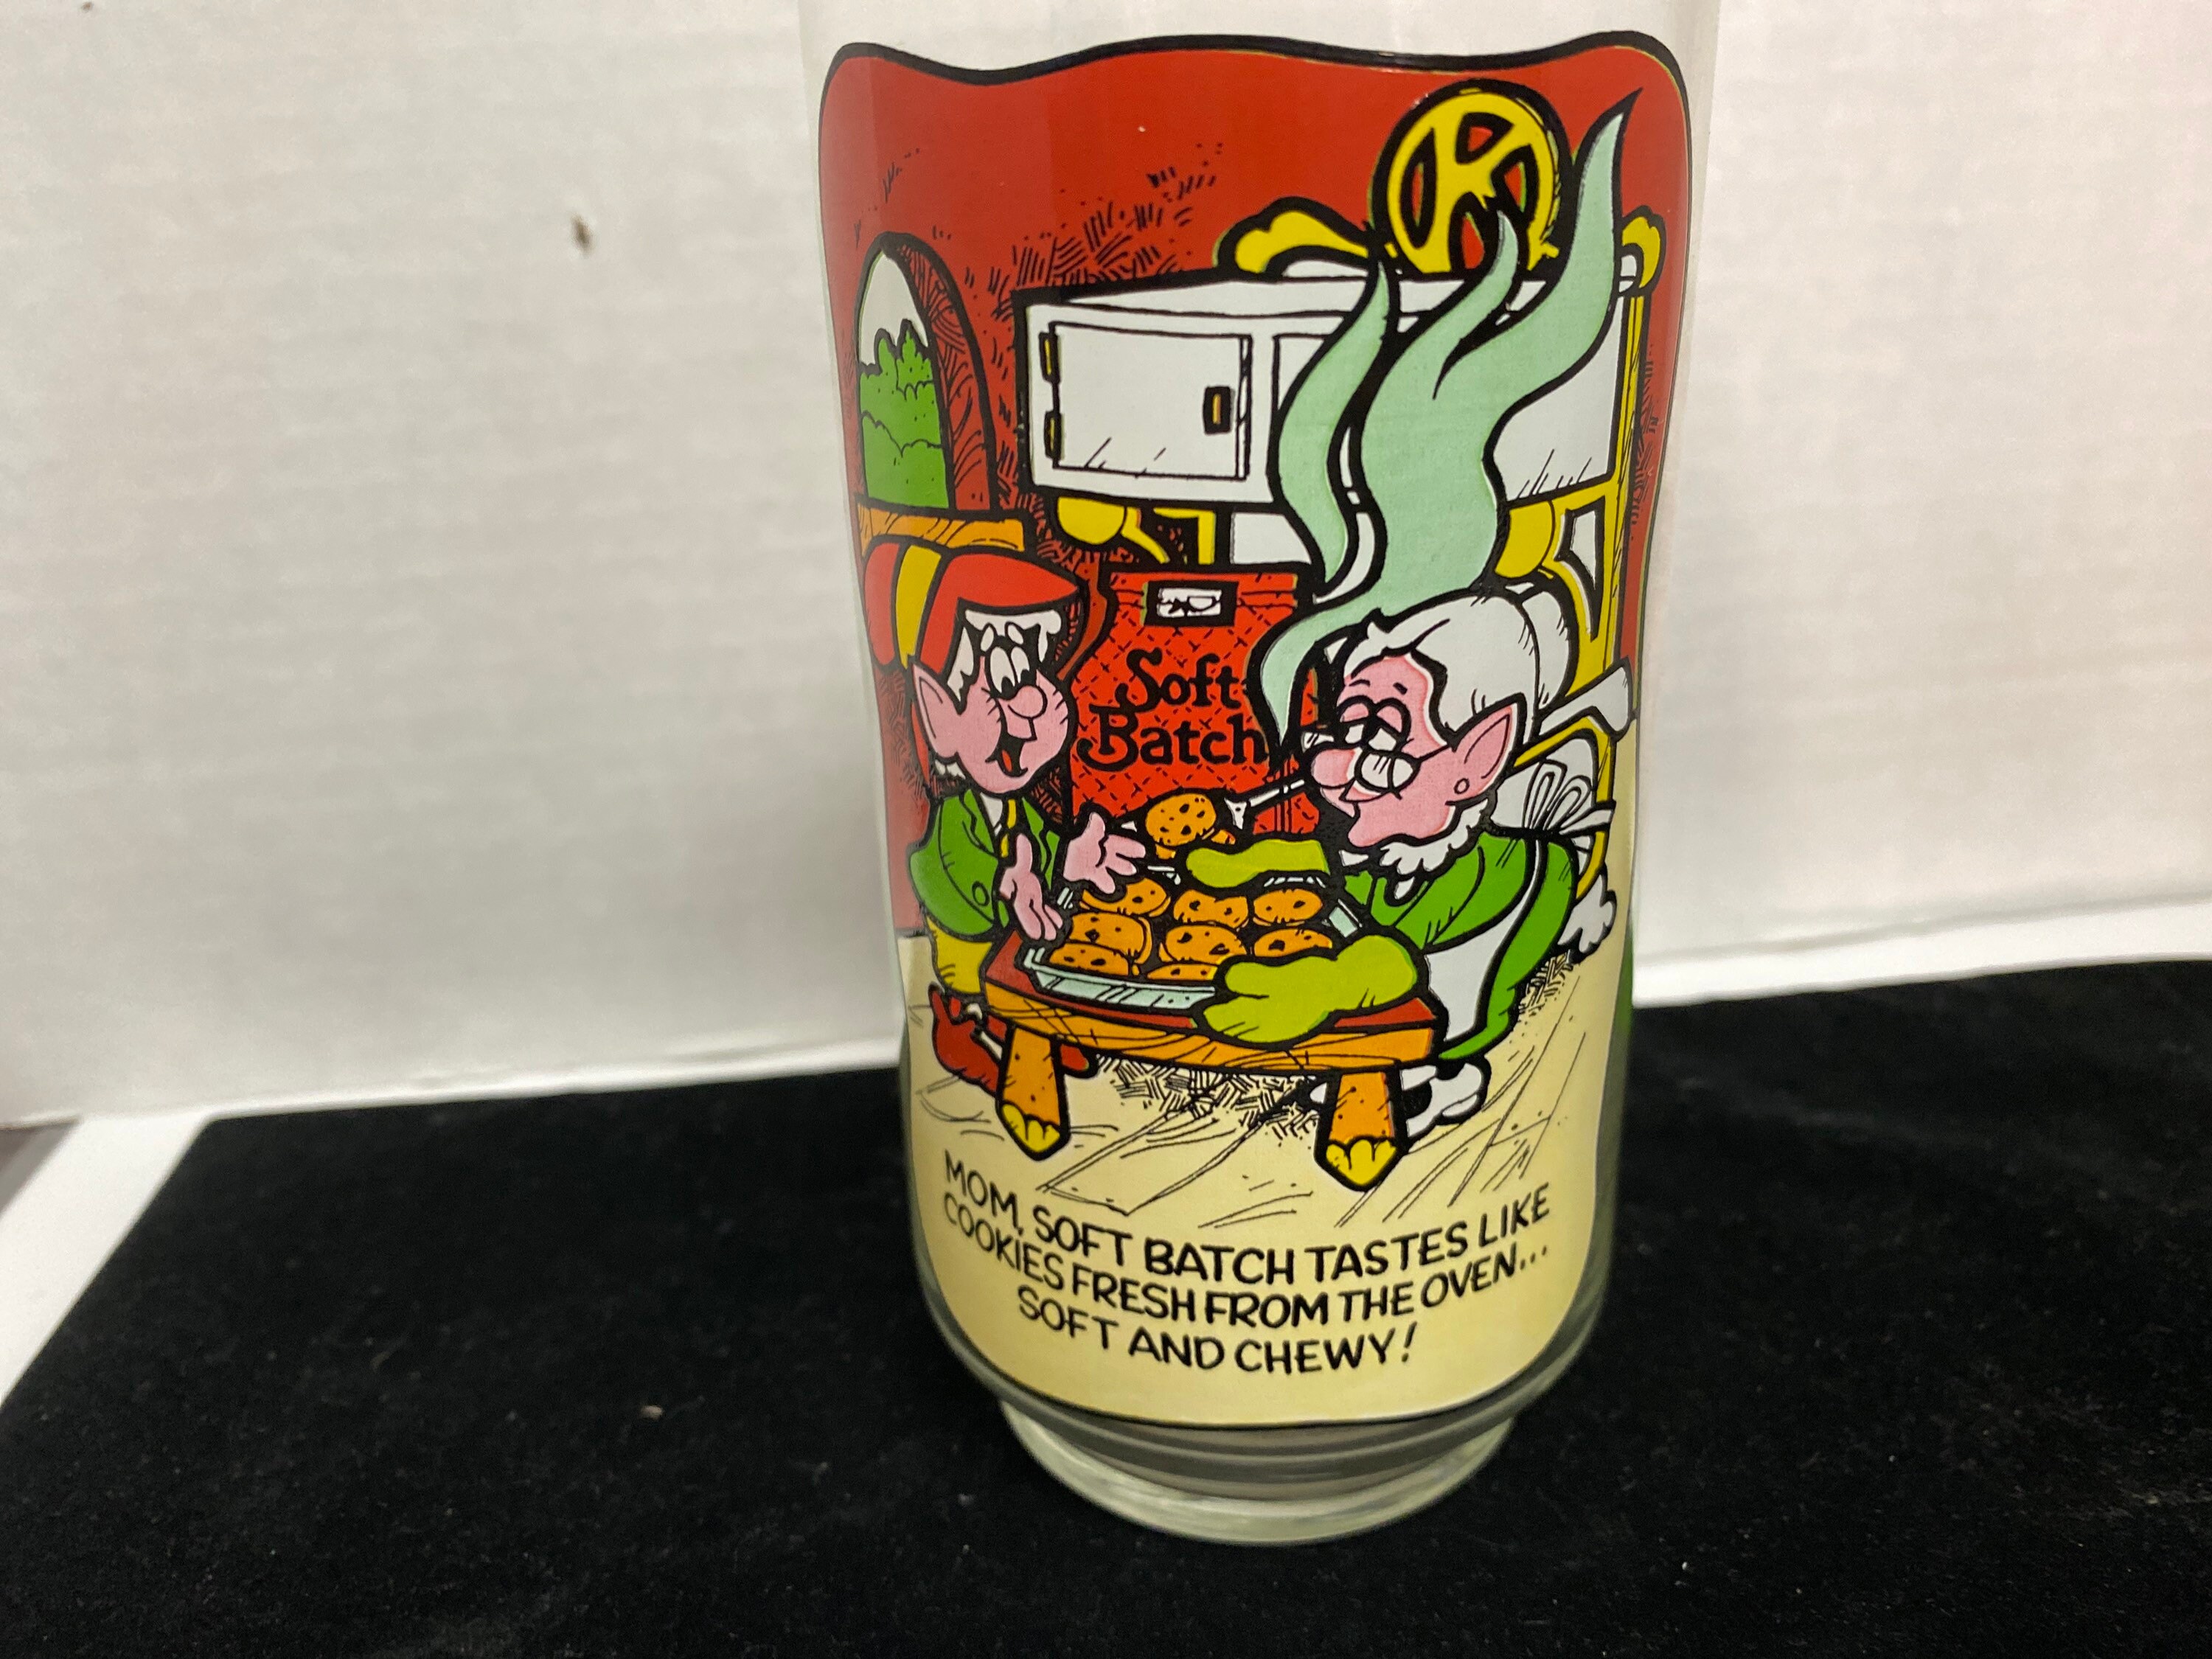 K
Soft
Batch
MOM, SOFT BATCH TASTES LIKE
COOKIES FRESH FROM THE OVEN...
SOFT AND CHEWY!